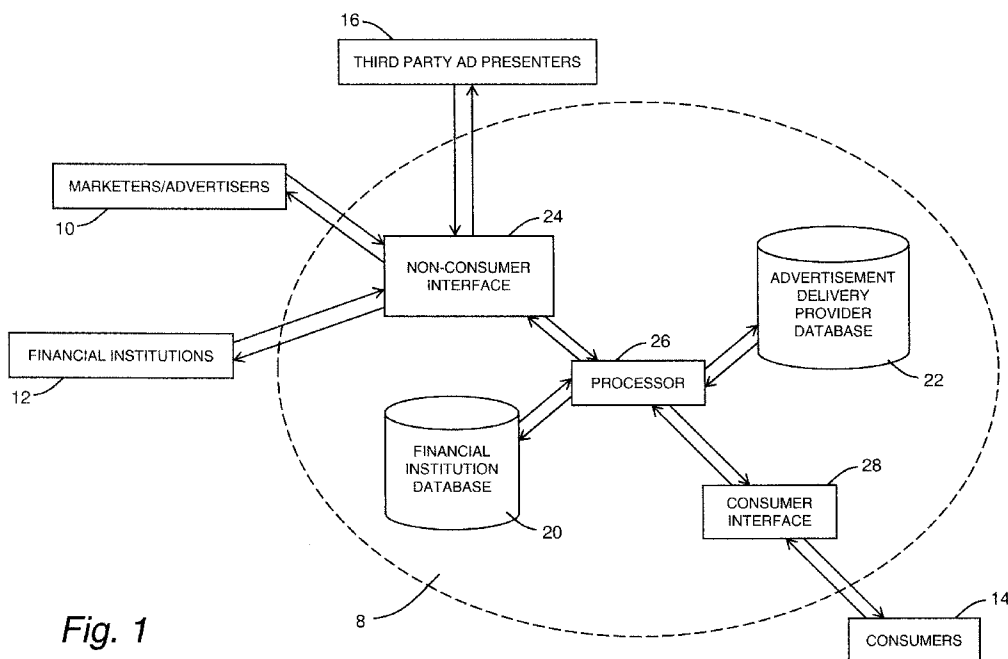 16
THIRD PARTY AD PRESENTERS
MARKETERS/ADVERTISERS
10
24
NON-CONSUMER
INTERFACE
ADVERTISEMENT
DELIVERY
PROVIDER
DATABASE
22
FINANCIAL INSTITUTIONS
12
26
PROCESSOR
FINANCIAL
INSTITUTION
DATABASE
20
28
CONSUMER
INTERFACE
8
14
CONSUMERS
Fig. 1